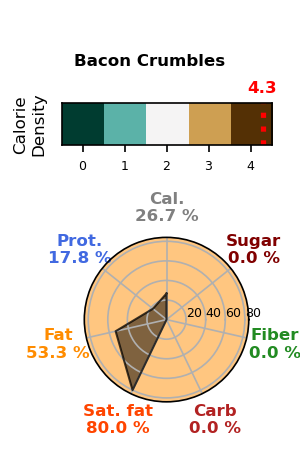 Bacon Crumbles
4.3
Calorie
Density
0 1 2 3 4
Cal.
26.7 %
Prot.
17.8 %
Sugar
0.0 %
20 40 60 80
Fat
53.3 %
Fiber
0.0 %
Sat. fat
80.0 %
Carb
0.0 %